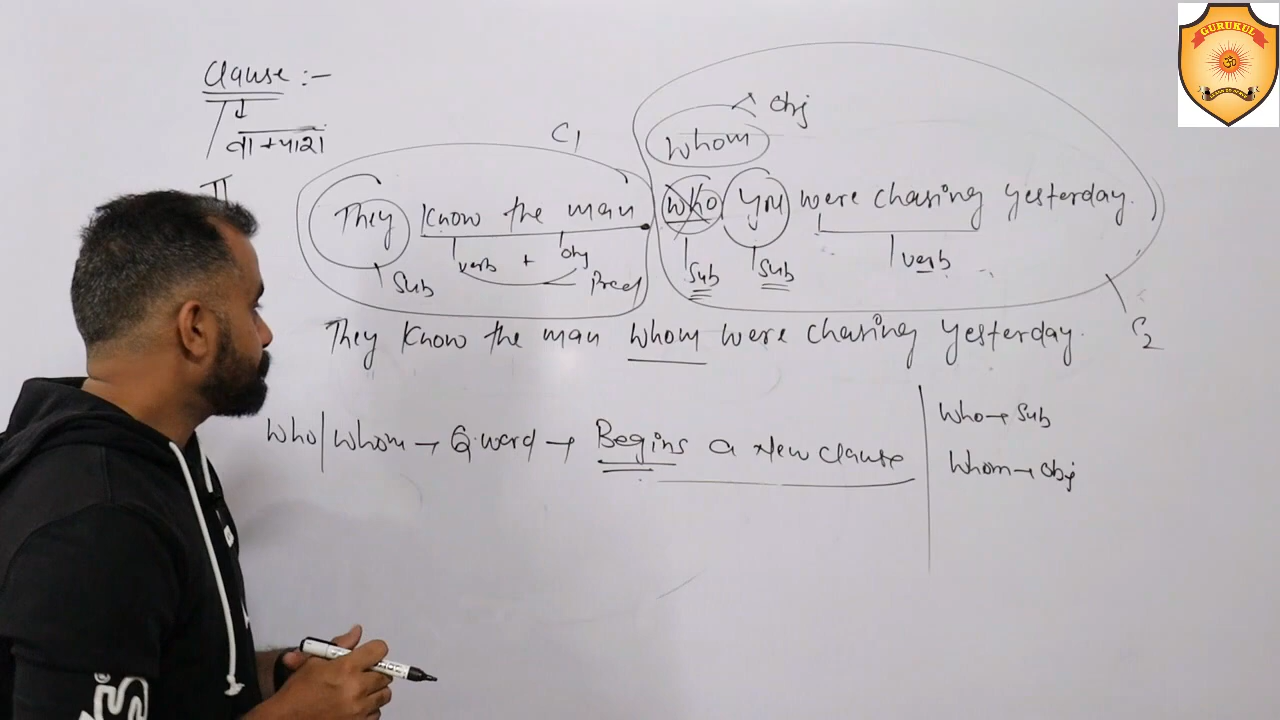 GURUKUL
Clause :-
वा + पारा
C1
Obj
whom
They know the man who you were chasing yesterday.
Sub verb + obj Sub Sub verb
C2
They know the man whom were chasing yesterday.
who/whom → Q.word → Begins a new clause
who → Sub
whom → obj